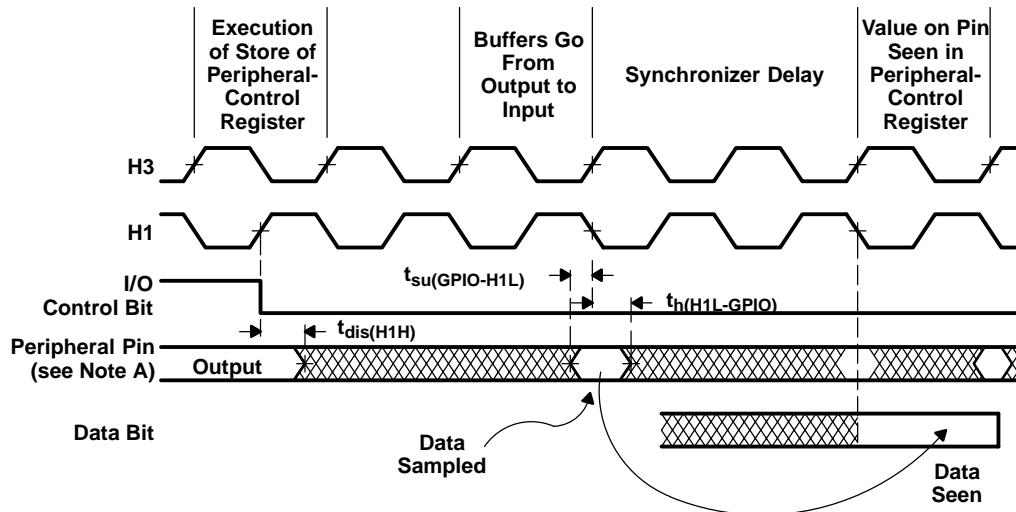 Execution
of Store of
Peripheral-
Control
Register
Buffers Go
From
Output to
Input
Synchronizer Delay
Value on Pin
Seen in
Peripheral-
Control
Register
H3
H1
I/O
Control Bit
tsu(GPIO-H1L)
th(H1L-GPIO)
tdis(H1H)
Peripheral Pin
(see Note A)
Output
Data Bit
Data
Sampled
Data
Seen